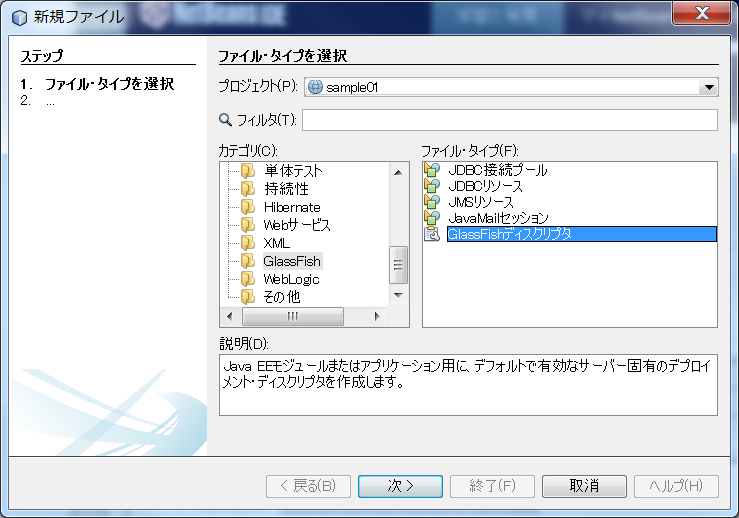 新規ファイル
NetBeans IDE
ステップ
1. ファイル・タイプを選択
2. ...
ファイル・タイプを選択
プロジェクト(P):
sample01
フィルタ(T):
カテゴリ(C):
単体テスト
持続性
Hibernate
Webサービス
XML
GlassFish
WebLogic
その他
ファイル・タイプ(F):
JDBC接続プール
JDBCリソース
JMSリソース
JavaMailセッション
GlassFishディスクリプタ
説明(D):
Java EEモジュールまたはアプリケーション用に、デフォルトで有効なサーバー固有のデプロイ
メント・ディスクリプタを作成します。
< 戻る(B)
次 >
終了(F)
取消
ヘルプ(H)